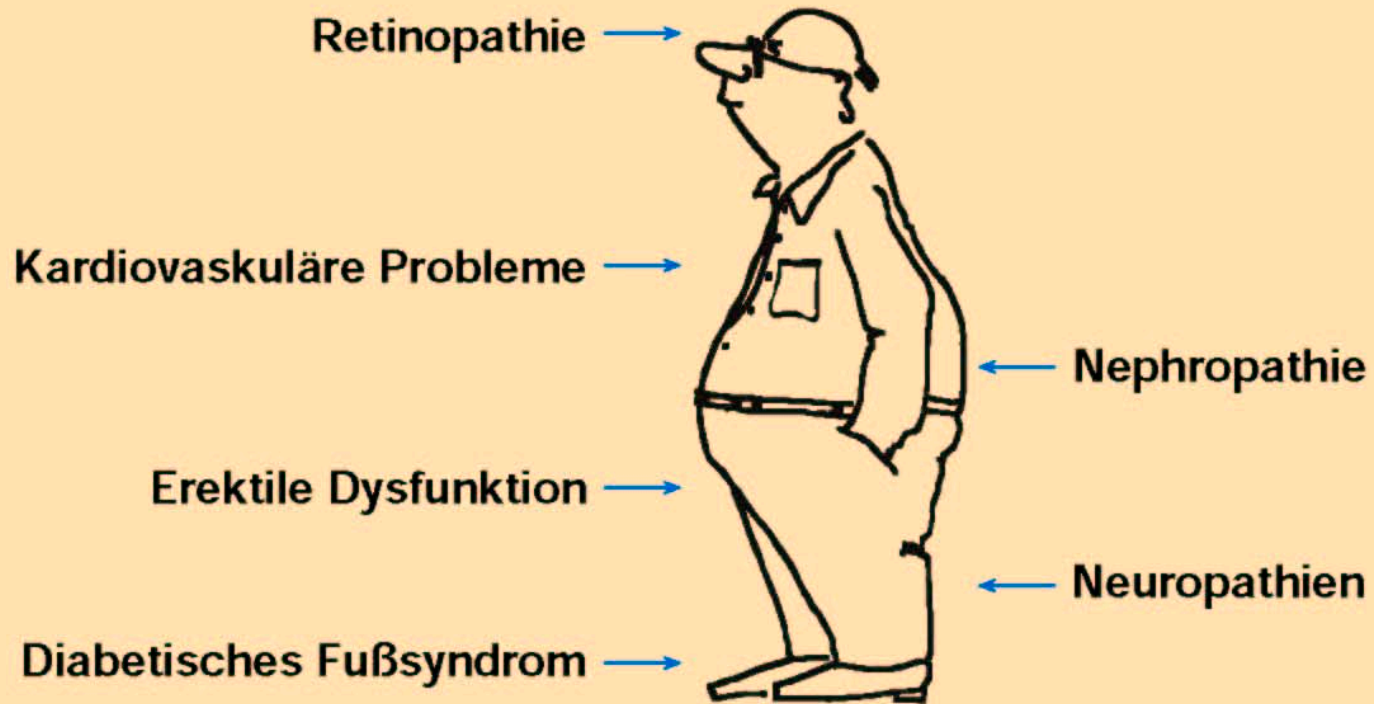 Retinopathie
Kardiovaskuläre Probleme
Nephropathie
Erektile Dysfunktion
Neuropathien
Diabetisches Fußsyndrom